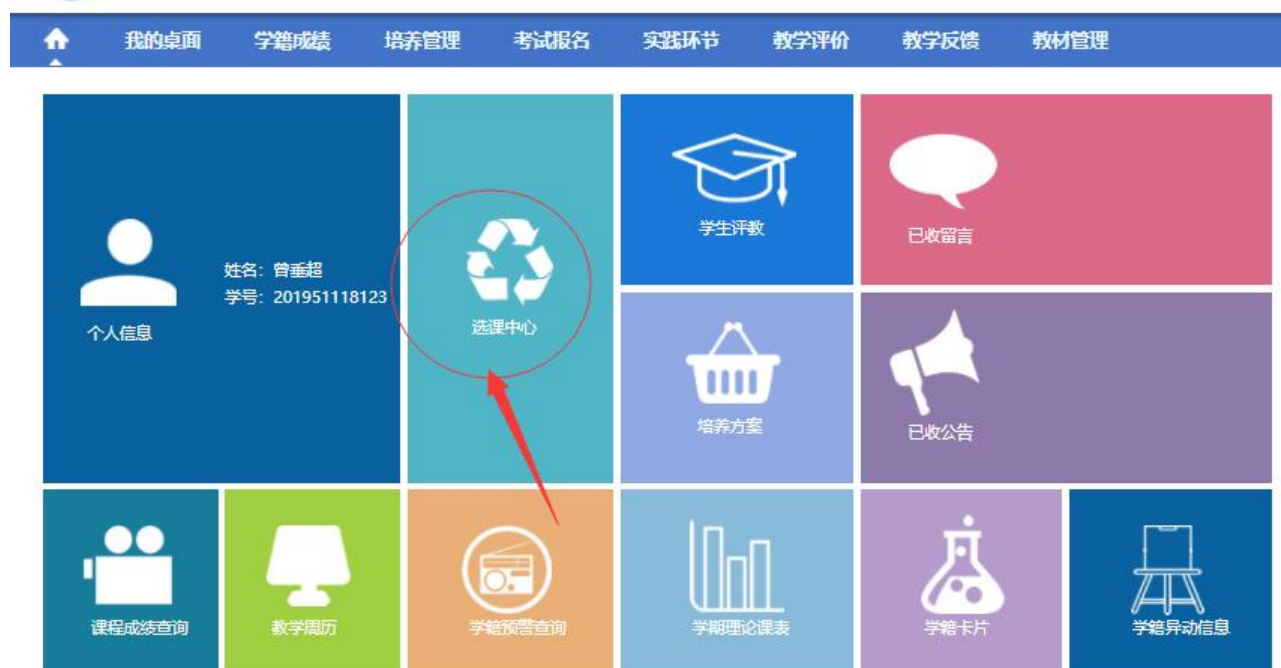 我的桌面 学籍成绩 培养管理 考试报名 实践环节 教学评价 教学反馈 教材管理
姓名：曾垂超
学号：201951118123
个人信息
选课中心
学生评教
已收留言
培养方案
已收公告
课程成绩查询
教学周历
学籍预警查询
学期理论课表
学籍卡片
学籍异动信息